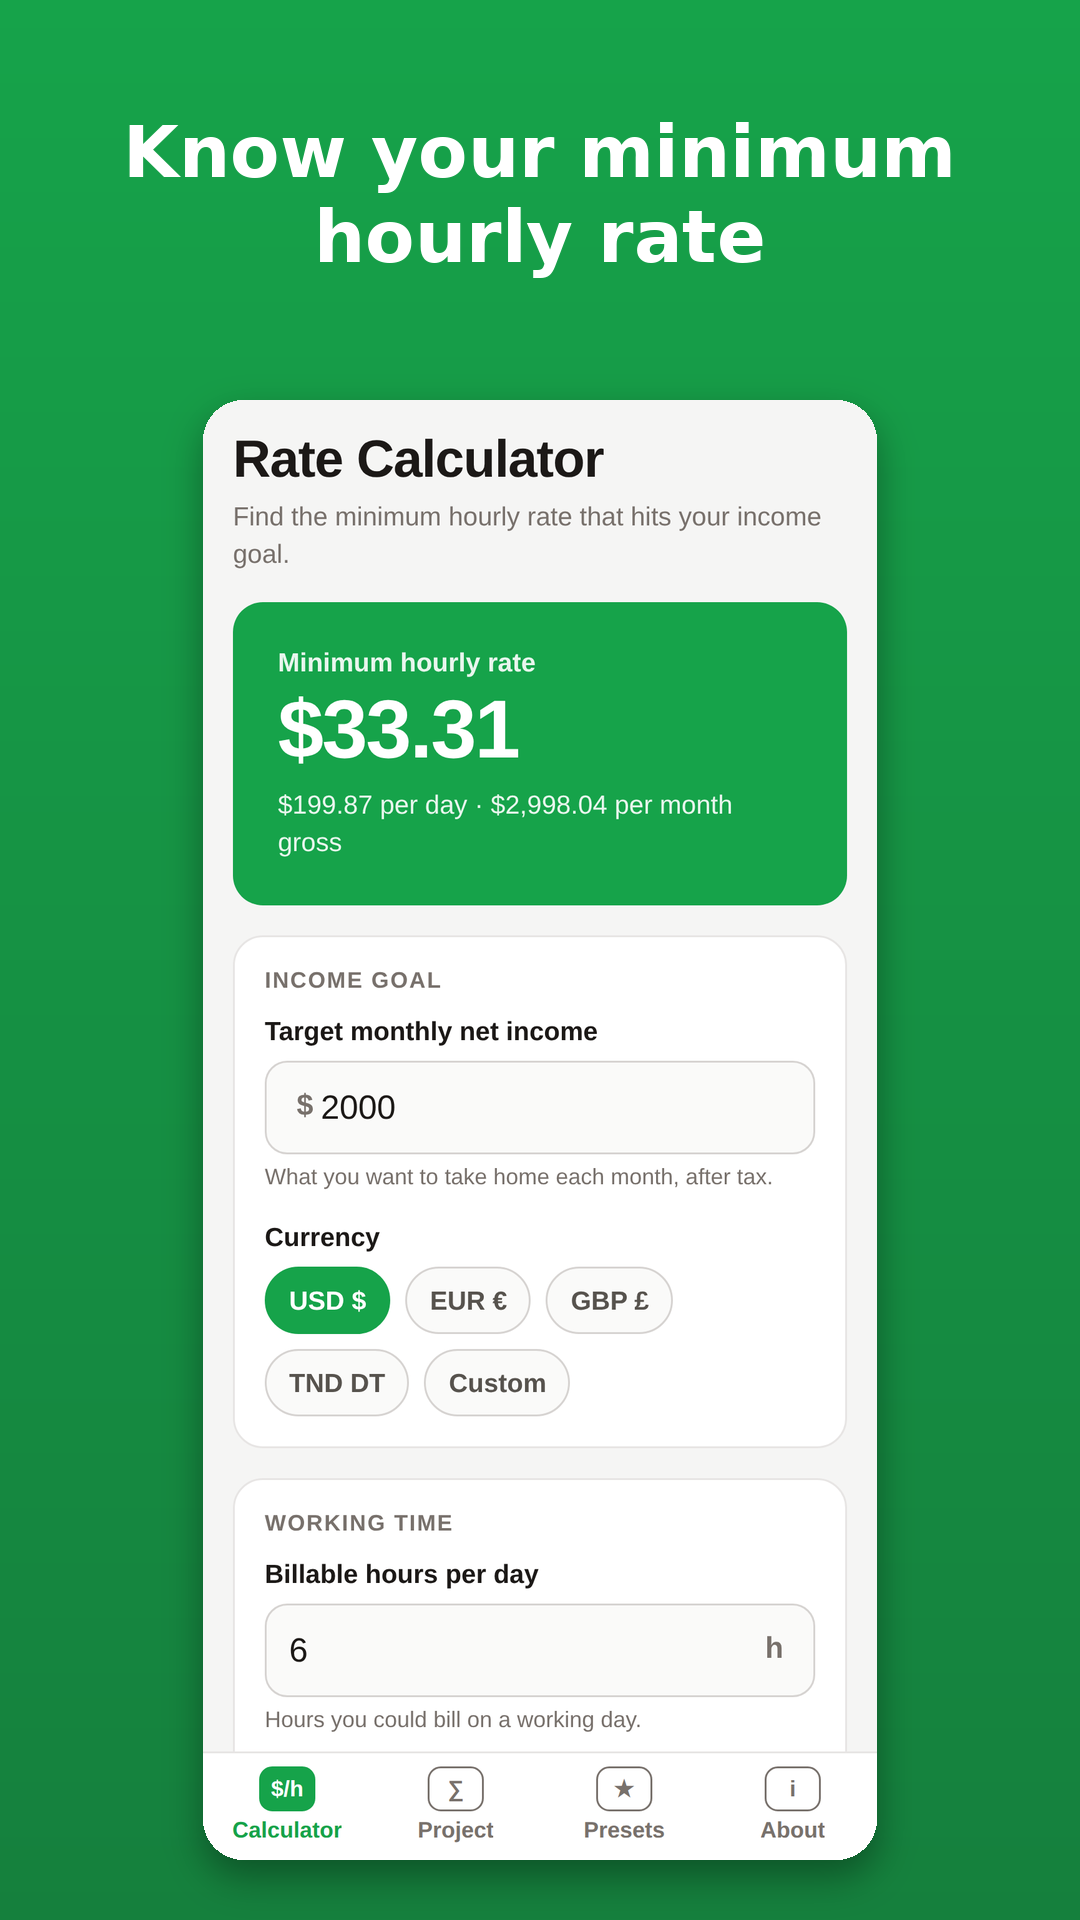 Know your minimum
hourly rate
Rate Calculator
Find the minimum hourly rate that hits your income
goal.
Minimum hourly rate
$33.31
$199.87 per day · $2,998.04 per month
gross
INCOME GOAL
Target monthly net income
$ 2000
What you want to take home each month, after tax.
Currency
USD $ EUR € GBP £
TND DT Custom
WORKING TIME
Billable hours per day
6 h
Hours you could bill on a working day.
$/h ∑ ★ i
Calculator Project Presets About